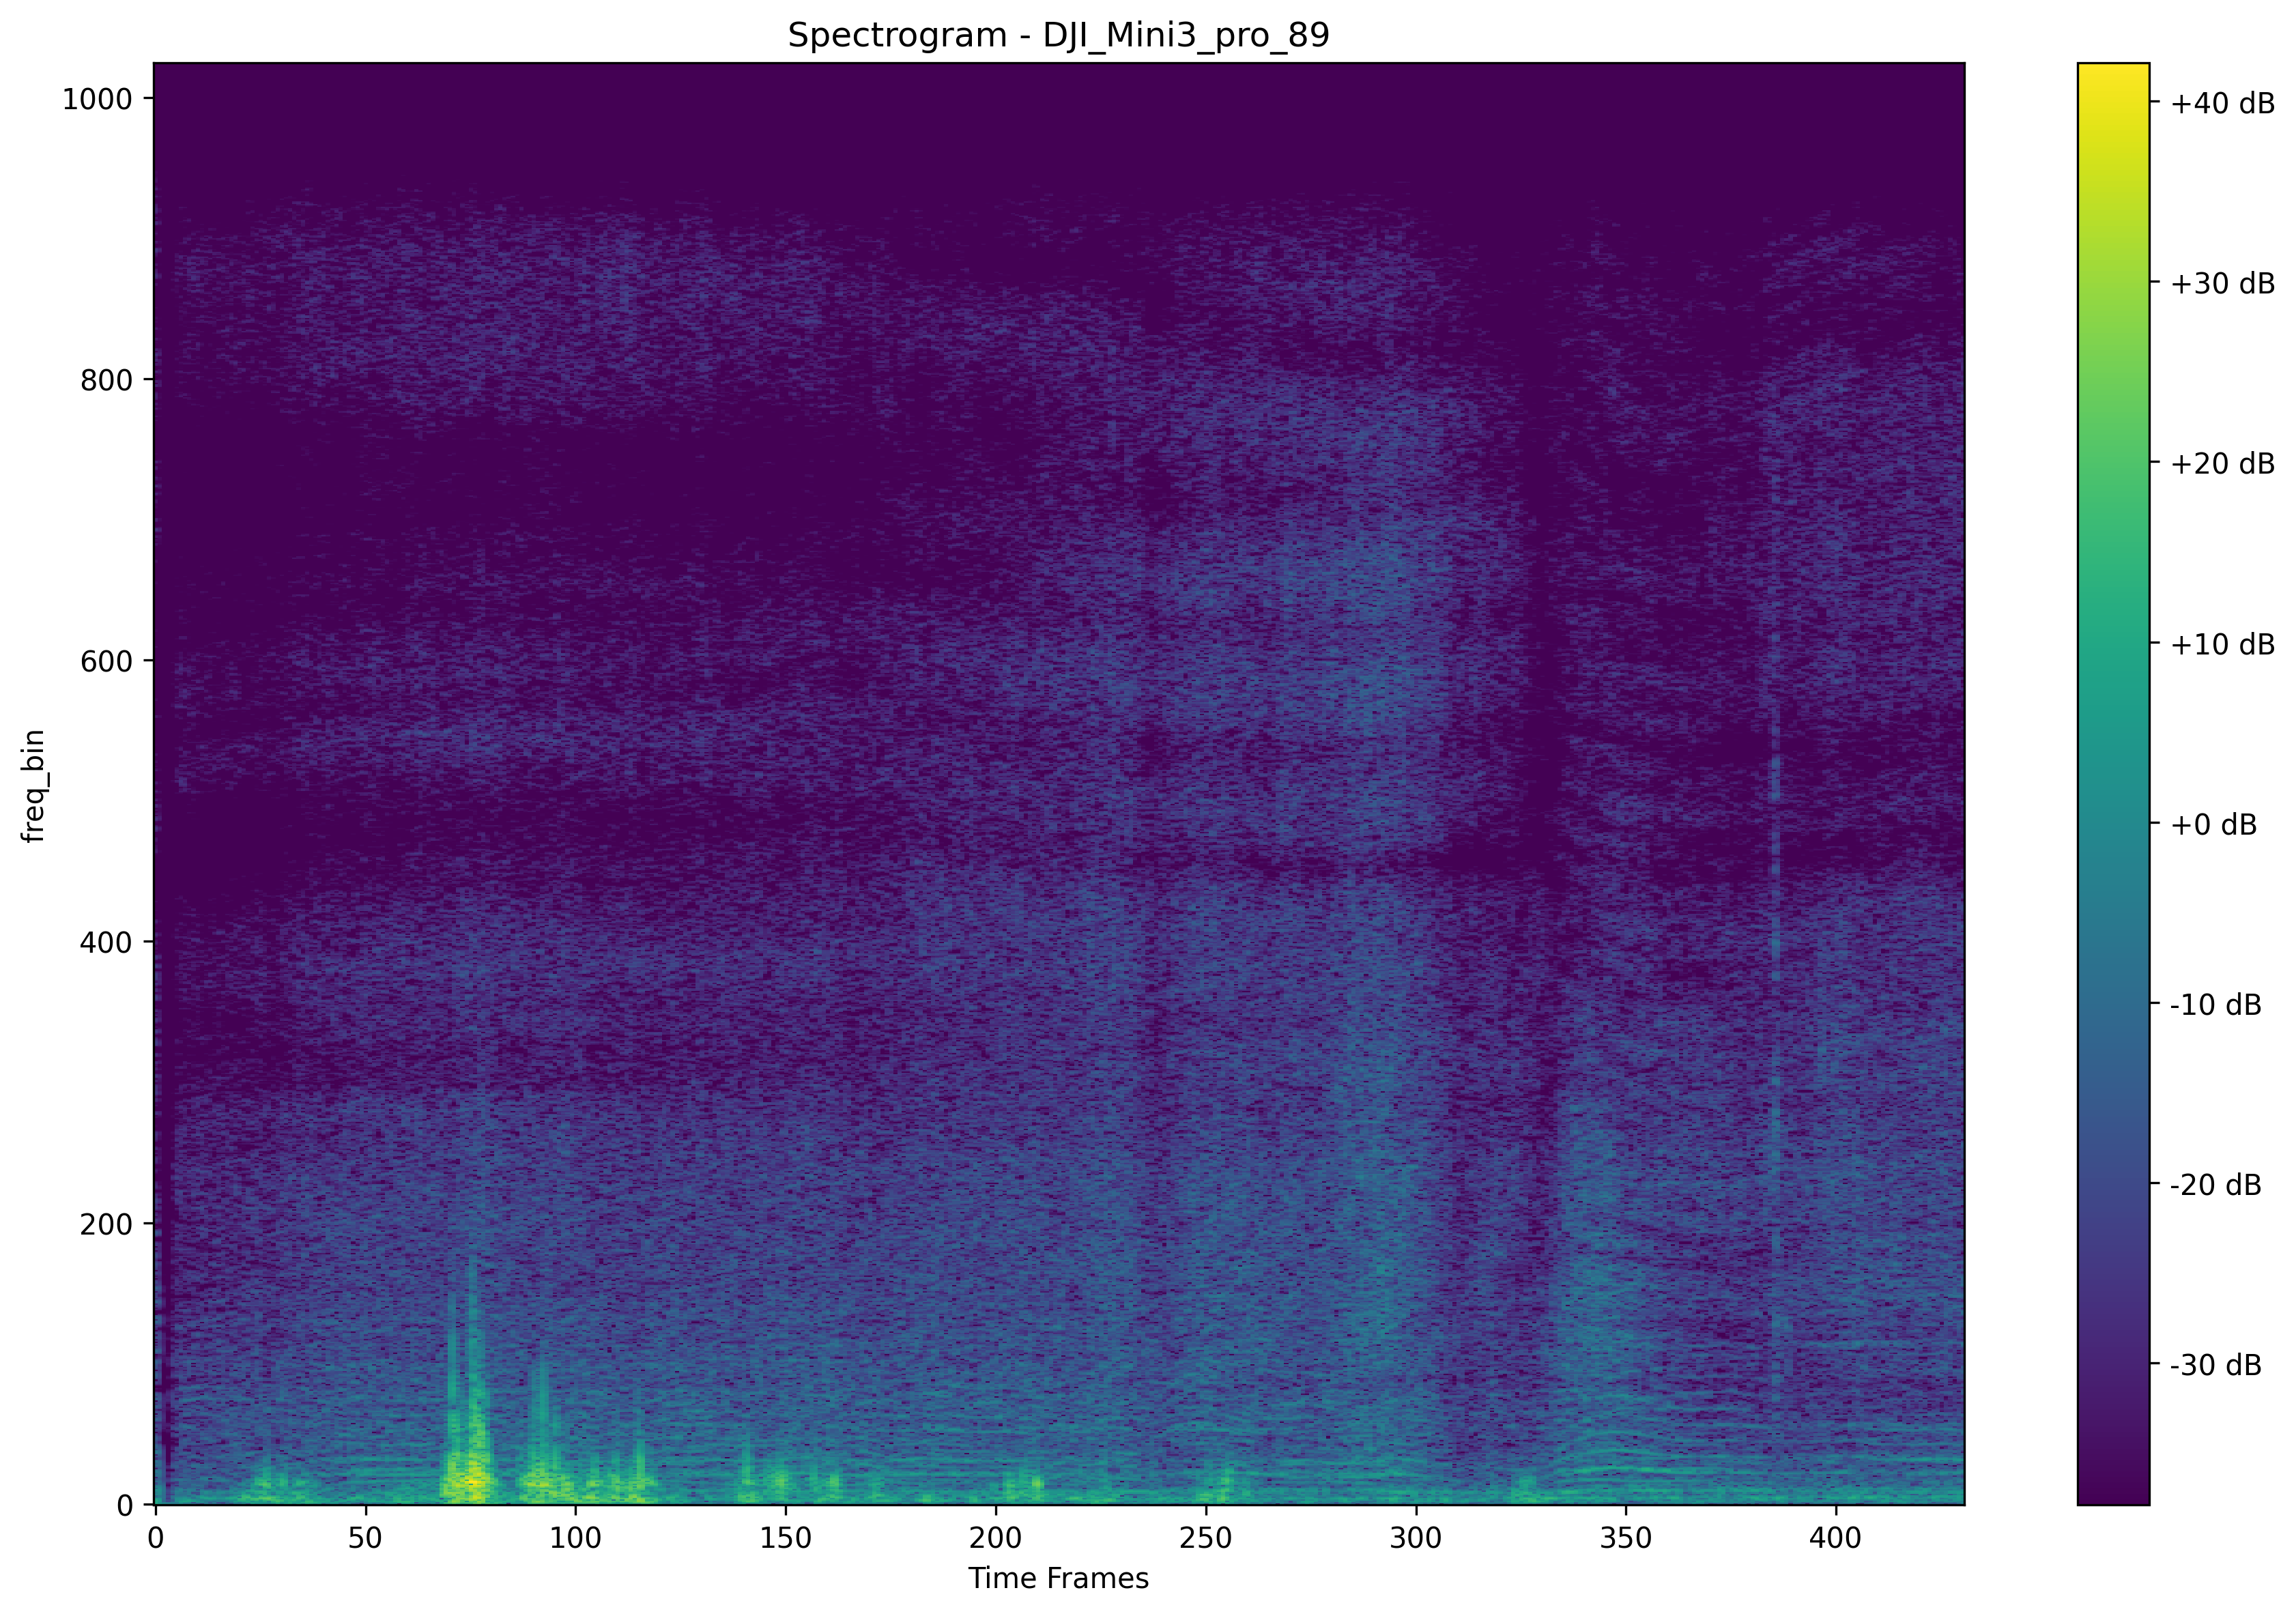 Spectrogram - DJI_Mini3_pro_89
1000
800
600
400
200
0
freq_bin
0 50 100 150 200 250 300 350 400
Time Frames
+40 dB
+30 dB
+20 dB
+10 dB
+0 dB
-10 dB
-20 dB
-30 dB